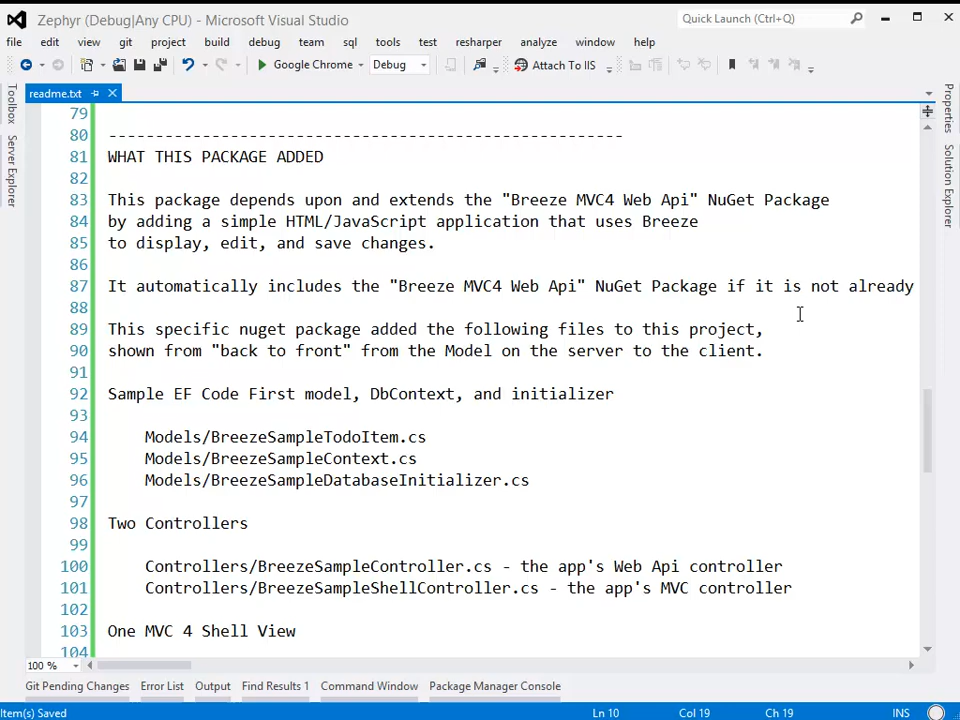 Zephyr (Debug|Any CPU) - Microsoft Visual Studio
Quick Launch (Ctrl+Q)
file edit view git project build debug team sql tools test resharper analyze window help
Google Chrome Debug Attach To IIS
readme.txt
Toolbox
Server Explorer
Properties
Solution Explorer
79
80 -------------------------------------------------------
81 WHAT THIS PACKAGE ADDED
82
83 This package depends upon and extends the "Breeze MVC4 Web Api" NuGet Package
84 by adding a simple HTML/JavaScript application that uses Breeze
85 to display, edit, and save changes.
86
87 It automatically includes the "Breeze MVC4 Web Api" NuGet Package if it is not already
88
89 This specific nuget package added the following files to this project,
90 shown from "back to front" from the Model on the server to the client.
91
92 Sample EF Code First model, DbContext, and initializer
93
94 Models/BreezeSampleTodoItem.cs
95 Models/BreezeSampleContext.cs
96 Models/BreezeSampleDatabaseInitializer.cs
97
98 Two Controllers
99
100 Controllers/BreezeSampleController.cs - the app's Web Api controller
101 Controllers/BreezeSampleShellController.cs - the app's MVC controller
102
103 One MVC 4 Shell View
104
100 %
Git Pending Changes Error List Output Find Results 1 Command Window Package Manager Console
Item(s) Saved Ln 10 Col 19 Ch 19 INS